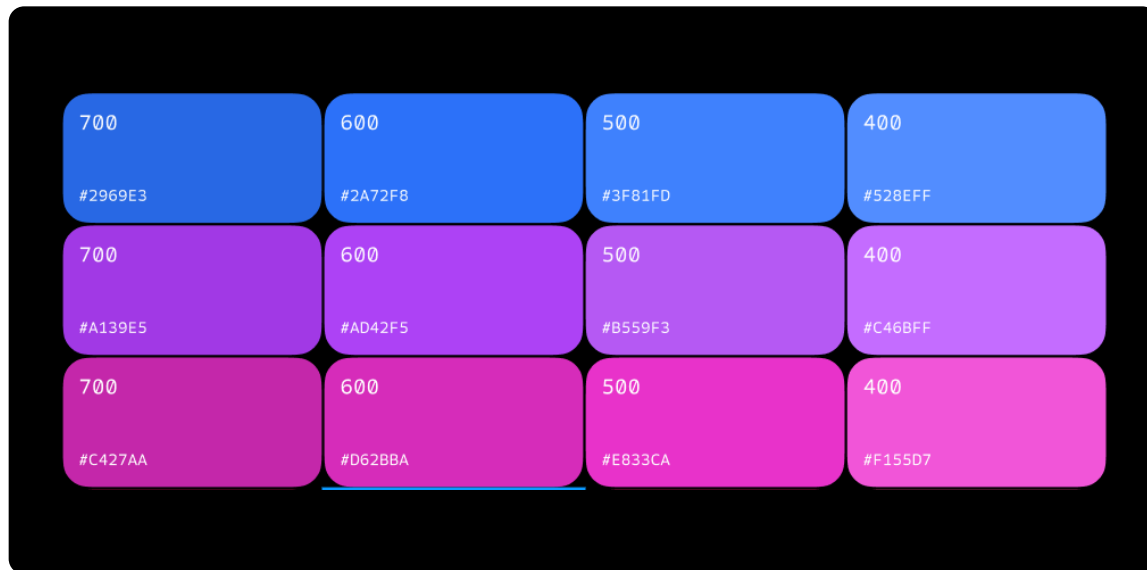 700
600
500
400
#2969E3
#2A72F8
#3F81FD
#528EFF
700
600
500
400
#A139E5
#AD42F5
#B559F3
#C46BFF
700
600
500
400
#C427AA
#D62BBA
#E833CA
#F155D7